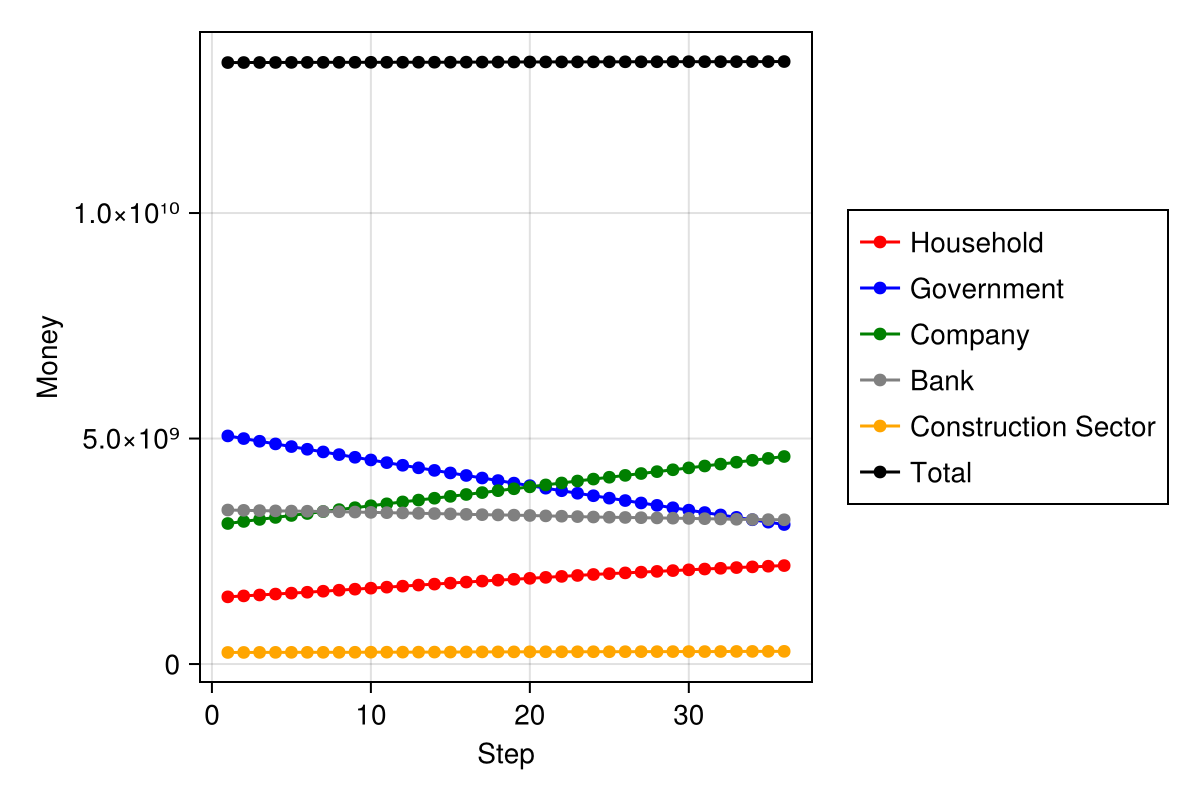 1.0×10¹⁰
5.0×10⁹
0
Money
0
10
20
30
Step
Household
Government
Company
Bank
Construction Sector
Total